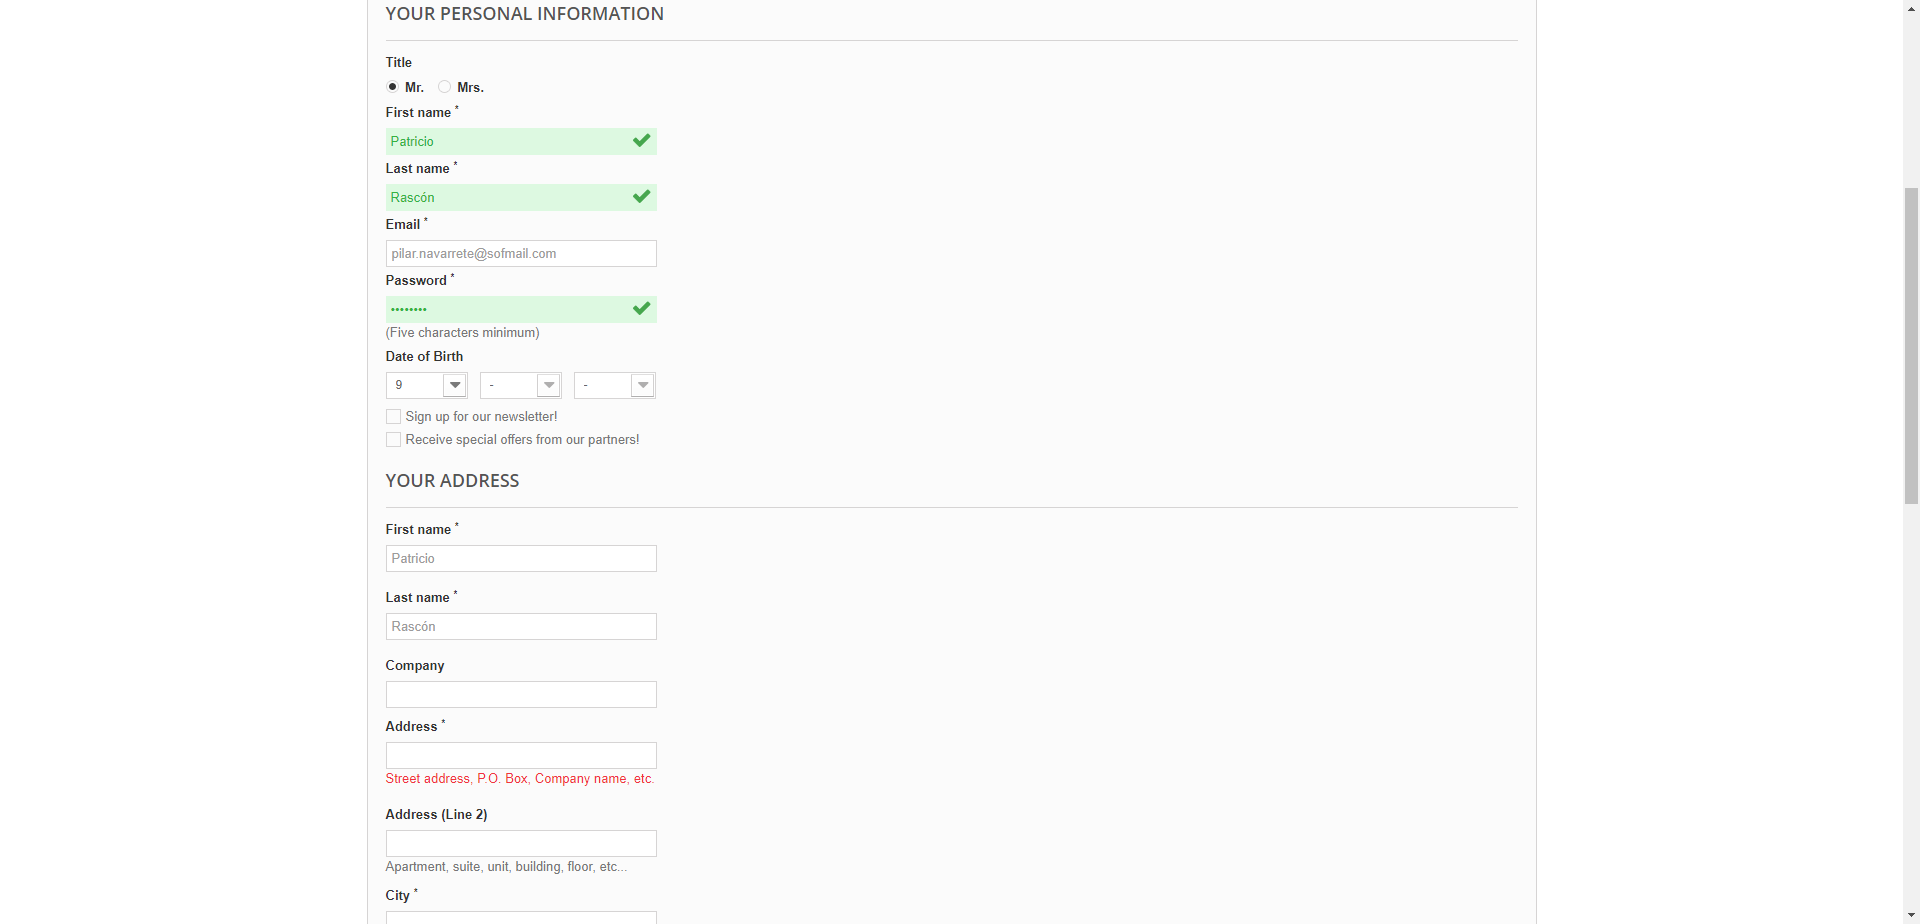 YOUR PERSONAL INFORMATION
Title
Mr. Mrs.
First name *
Patricio
Last name *
Rascón
Email *
pilar.navarrete@sofmail.com
Password *
••••••••
(Five characters minimum)
Date of Birth
9 - -
Sign up for our newsletter!
Receive special offers from our partners!
YOUR ADDRESS
First name *
Patricio
Last name *
Rascón
Company
Address *
Street address, P.O. Box, Company name, etc.
Address (Line 2)
Apartment, suite, unit, building, floor, etc...
City *